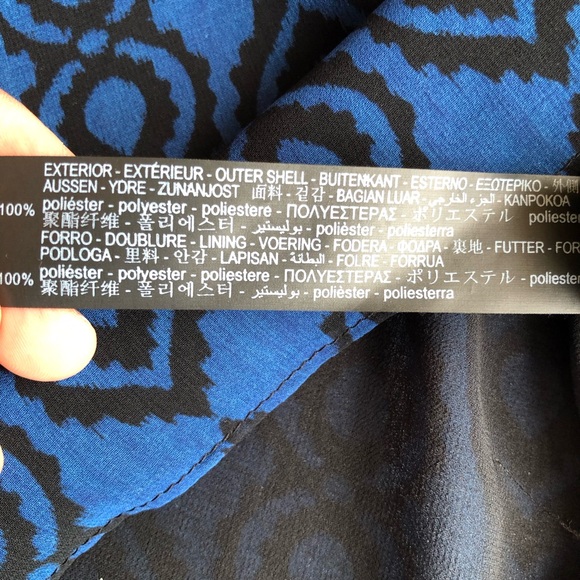 EXTERIOR - EXTÉRIEUR - OUTER SHELL - BUITENKANT - ESTERNO - ΕΞΩΤΕΡΙΚΟ - 外側
AUSSEN - YDRE - ZUNANJOST - 面料 - 겉감 - BAGIAN LUAR - الجزء الخارجي - KANPOKOA
100% poliéster - polyester - poliestere - ΠΟΛΥΕΣΤΕΡΑΣ - ポリエステル - poliester
聚酯纤维 - 폴리에스터 - بوليستير - polièster - poliesterra
FORRO - DOUBLURE - LINING - VOERING - FODERA - ΦΟΔΡΑ - 裏地 - FUTTER - FOR
PODLOGA - 里料 - 안감 - LAPISAN - البطانة - FOLRE - FORRUA
100% poliéster - polyester - poliestere - ΠΟΛΥΕΣΤΕΡΑΣ - ポリエステル - poliester
聚酯纤维 - 폴리에스터 - بوليستير - polièster - poliesterra